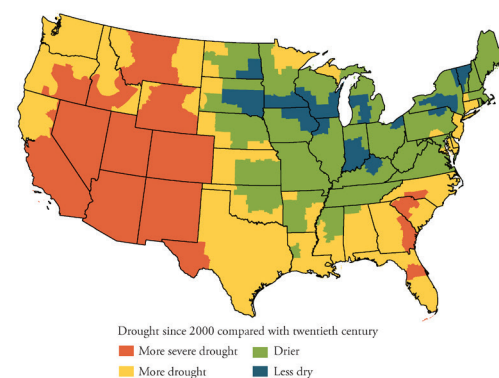 Drought since 2000 compared with twentieth century
More severe drought
Drier
More drought
Less dry